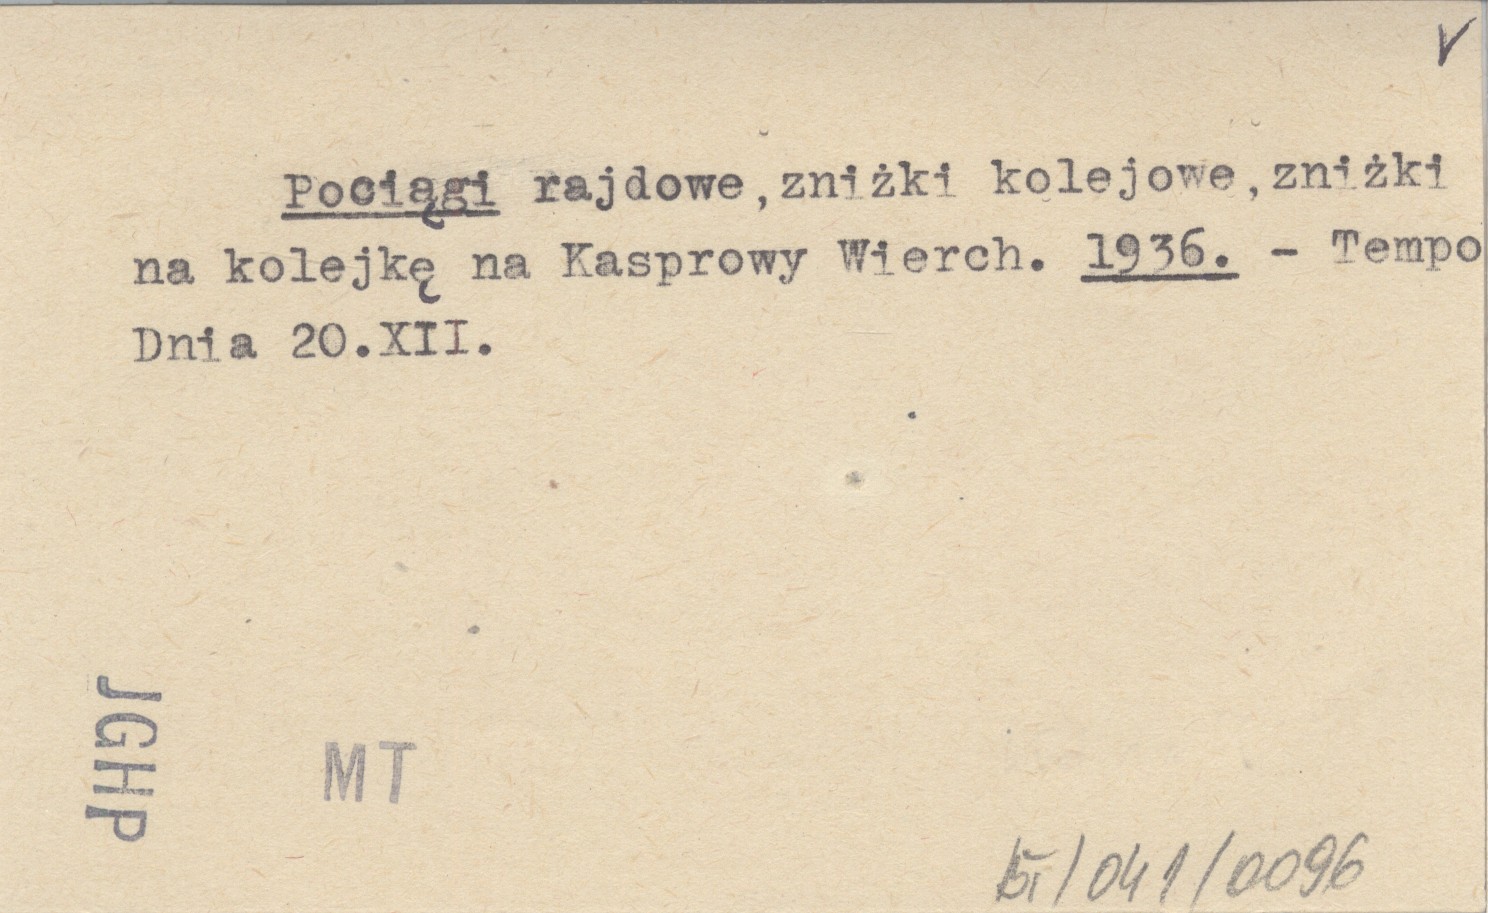 Pociągi rajdowe,zniżki kolejowe,zniżki
na kolejkę na Kasprowy Wierch. 1936. - Tempo
Dnia 20.XII.
JGHP
MT
/041/0096